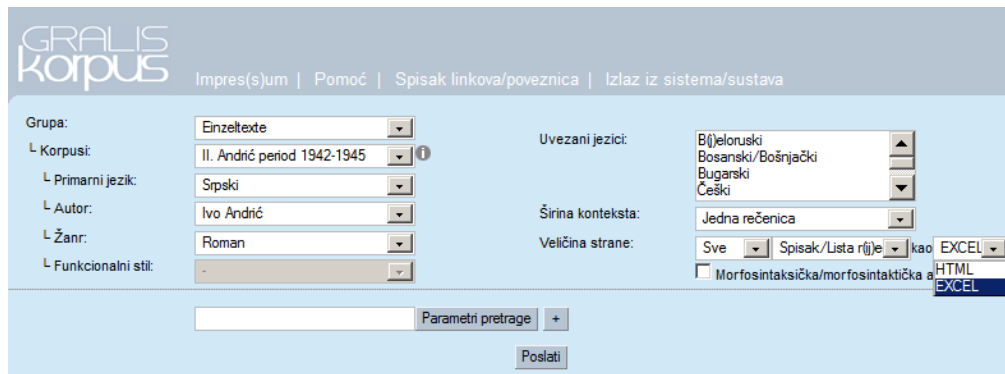 GRALIS
korpus
Impres(s)um | Pomoć | Spisak linkova/poveznica | Izlaz iz sistema/sustava
Grupa: Einzeltexte
└ Korpusi: II. Andrić period 1942-1945
└ Primarni jezik: Srpski
└ Autor: Ivo Andrić
└ Žanr: Roman
└ Funkcionalni stil: -
Uvezani jezici: B(j)eloruski
Bosanski/Bošnjački
Bugarski
Češki
Širina konteksta: Jedna rečenica
Veličina strane: Sve Spisak/Lista r(ij)e kao EXCEL
HTML
EXCEL
Morfosintaksička/morfosintaktička a
Parametri pretrage +
Poslati